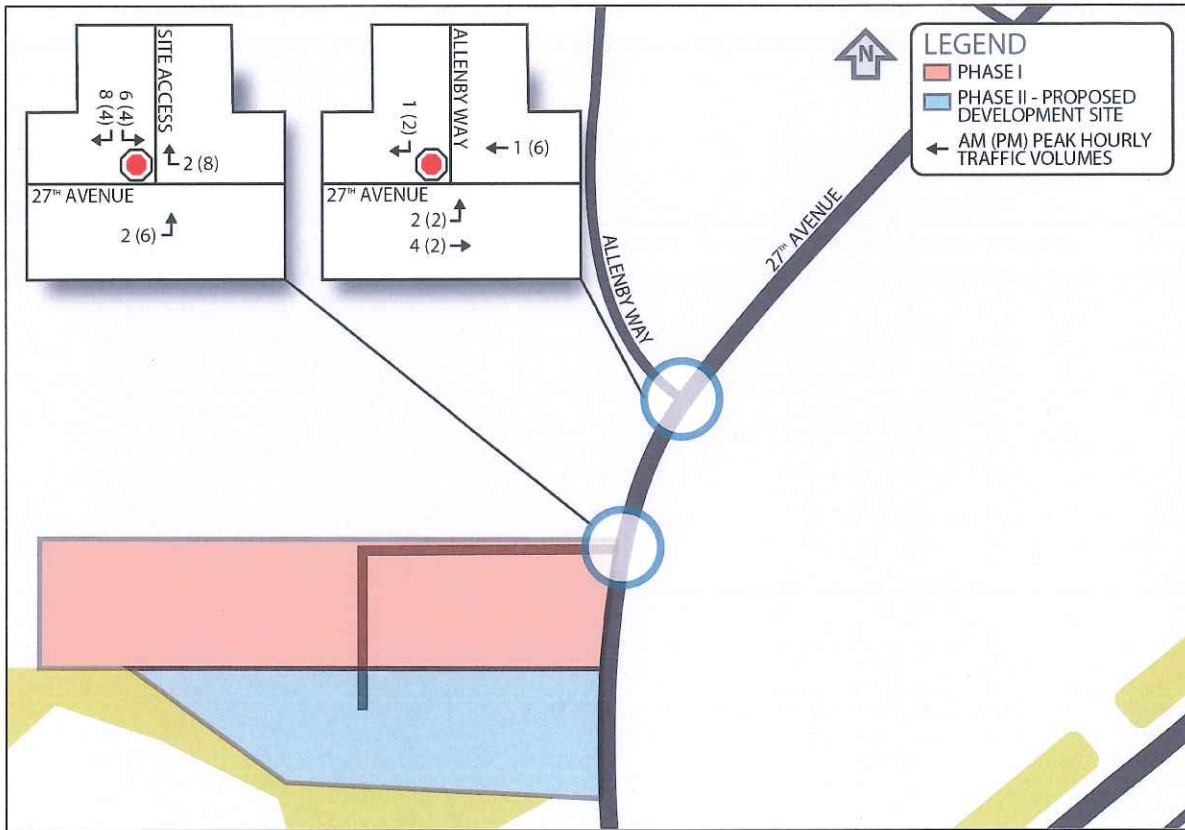 SITE ACCESS
6 (4)
8 (4)
2 (8)
27TH AVENUE
2 (6)
ALLENBY WAY
1 (2)
1 (6)
27TH AVENUE
2 (2)
4 (2)
N
LEGEND
PHASE I
PHASE II - PROPOSED
DEVELOPMENT SITE
AM (PM) PEAK HOURLY
TRAFFIC VOLUMES
ALLENBY WAY
27TH AVENUE